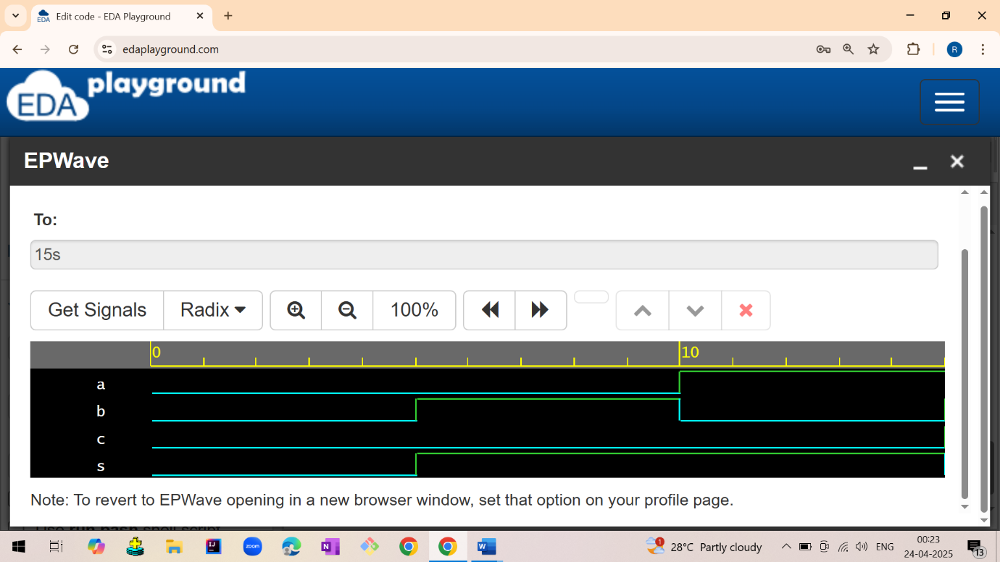 Edit code - EDA Playground
edaplayground.com
R
EDA playground
EPWave
To:
15s
Get Signals Radix 100%
0 10
a
b
c
s
Note: To revert to EPWave opening in a new browser window, set that option on your profile page.
28°C Partly cloudy ENG 00:23
24-04-2025 13